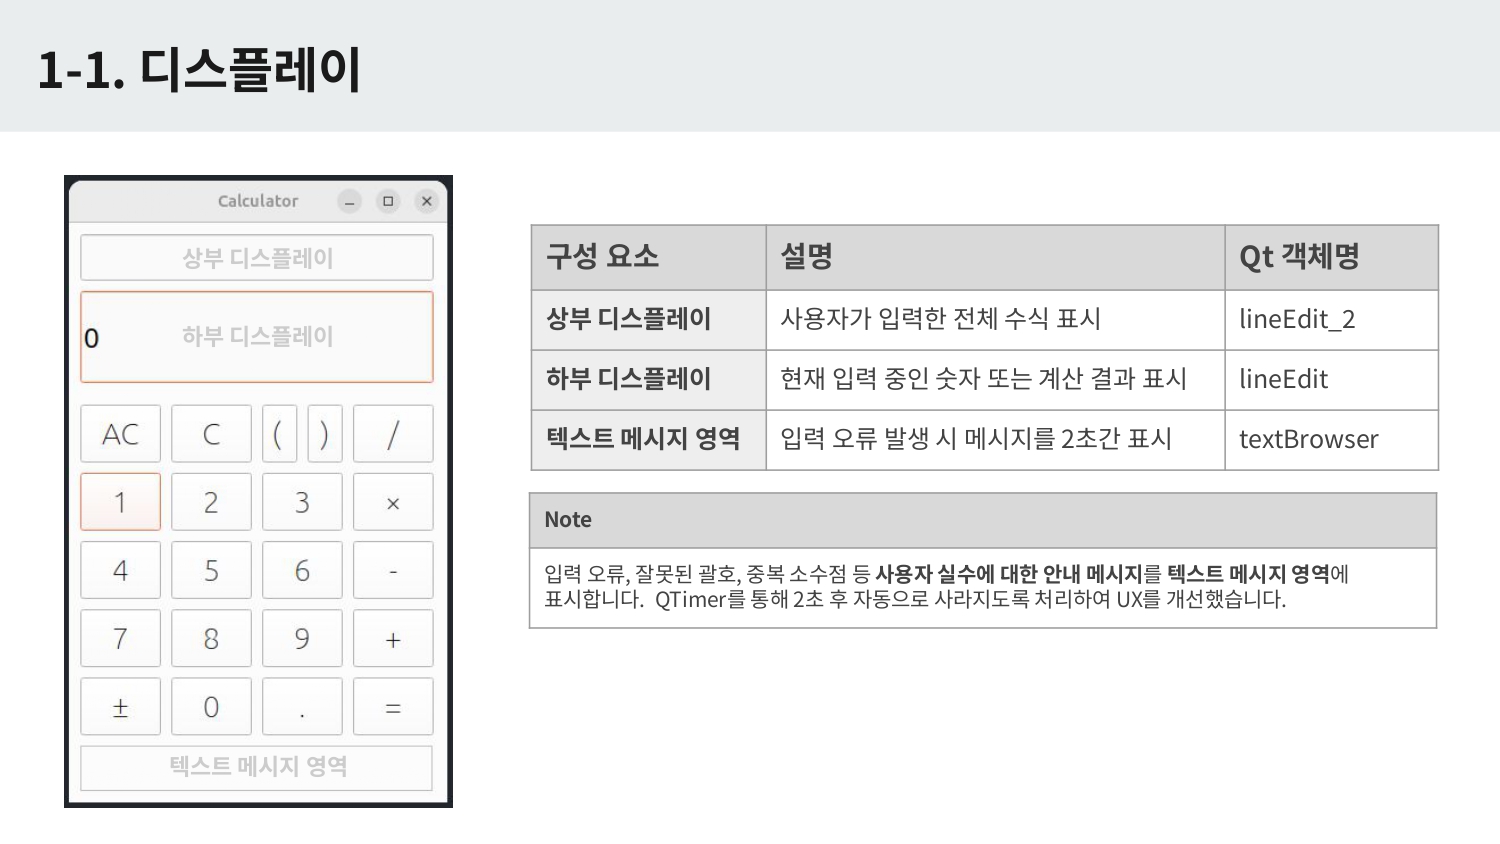 1-1. 디스플레이
Calculator
상부 디스플레이
0
하부 디스플레이
AC C ( ) /
1 2 3 ×
4 5 6 -
7 8 9 +
± 0 . =
텍스트 메시지 영역
구성 요소 설명 Qt 객체명
상부 디스플레이 사용자가 입력한 전체 수식 표시 lineEdit_2
하부 디스플레이 현재 입력 중인 숫자 또는 계산 결과 표시 lineEdit
텍스트 메시지 영역 입력 오류 발생 시 메시지를 2초간 표시 textBrowser
Note
입력 오류, 잘못된 괄호, 중복 소수점 등 사용자 실수에 대한 안내 메시지를 텍스트 메시지 영역에
표시합니다. QTimer를 통해 2초 후 자동으로 사라지도록 처리하여 UX를 개선했습니다.